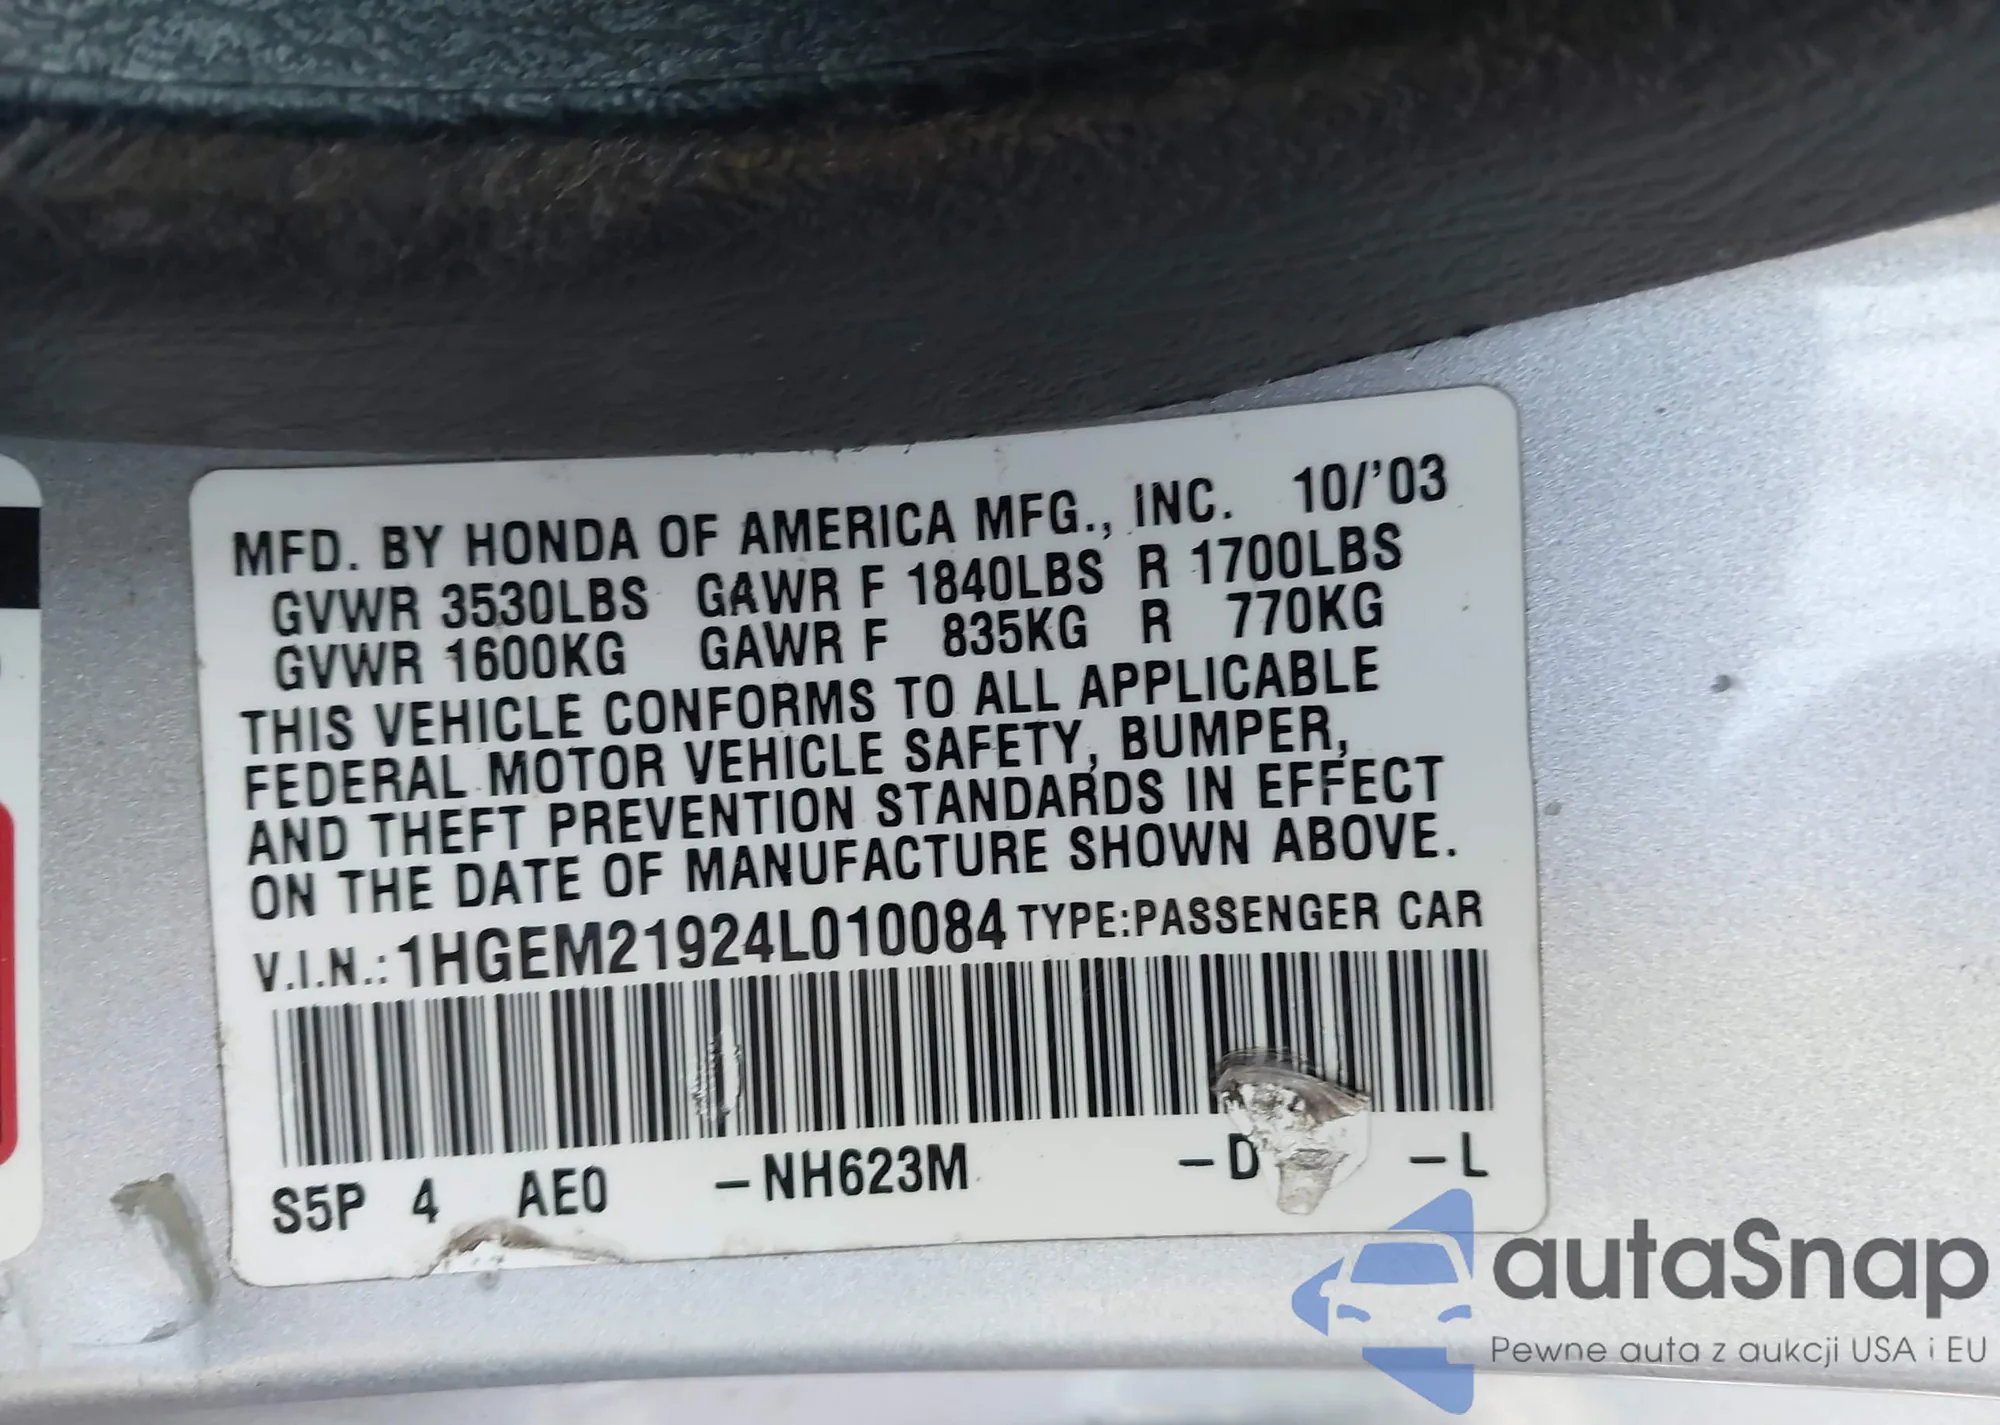 MFD. BY HONDA OF AMERICA MFG., INC. 10/'03
GVWR 3530LBS GAWR F 1840LBS R 1700LBS
GVWR 1600KG GAWR F 835KG R 770KG
THIS VEHICLE CONFORMS TO ALL APPLICABLE
FEDERAL MOTOR VEHICLE SAFETY, BUMPER,
AND THEFT PREVENTION STANDARDS IN EFFECT
ON THE DATE OF MANUFACTURE SHOWN ABOVE.
V.I.N.: 1HGEM21924L010084 TYPE:PASSENGER CAR
S5P 4 AE0 –NH623M –D –L
autaSnap
Pewne auta z aukcji USA i EU